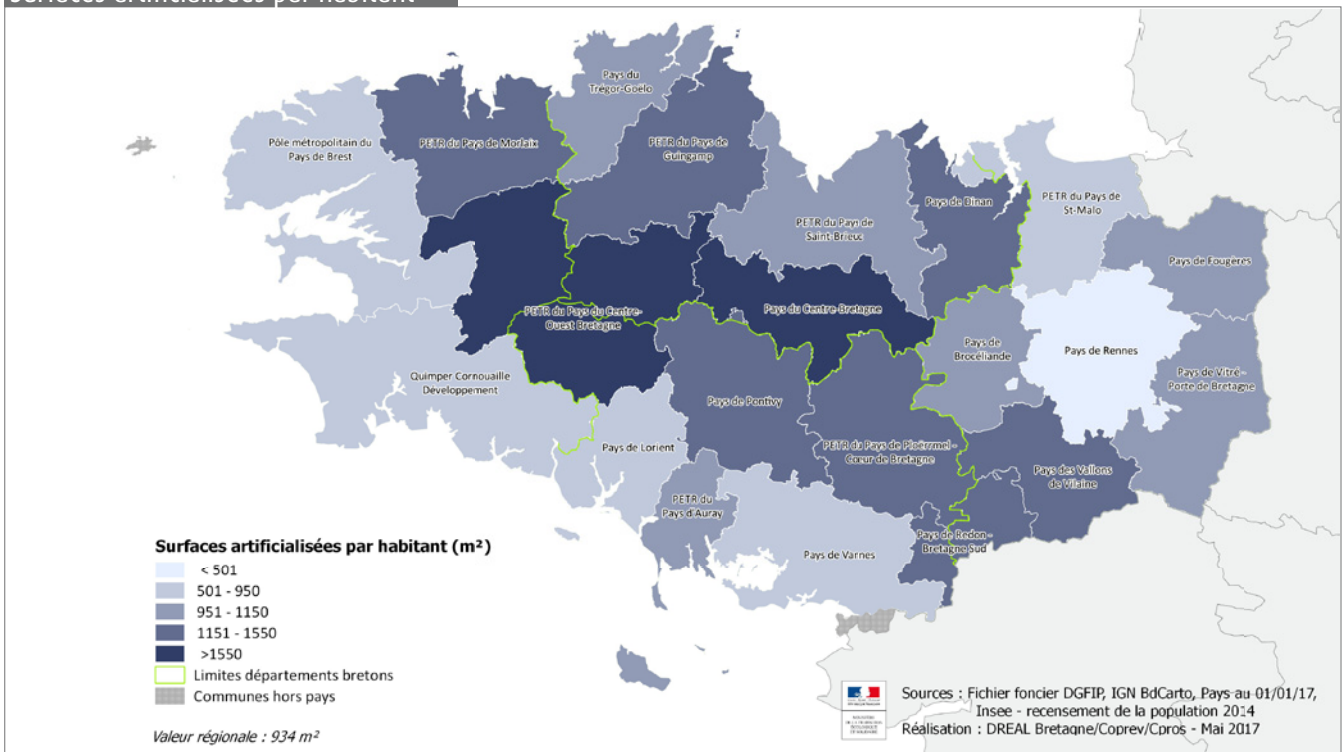 Surfaces artificialisées par habitant
Pays du
Trégor-Goëlo
Pôle métropolitain du
Pays de Brest
PETR du Pays de Morlaix
PETR du Pays de
Guingamp
PETR du Pays de
Saint-Brieuc
Pays de Dinan
PETR du Pays de
St-Malo
Pays de Fougères
PETR du Pays du Centre-
Ouest Bretagne
Pays du Centre-Bretagne
Pays de
Brocéliande
Pays de Rennes
Pays de Vitré -
Porte de Bretagne
Quimper Cornouaille
Développement
Pays de Pontivy
Pays de Lorient
PETR du Pays de Ploërmel -
Cœur de Bretagne
Pays des Vallons
de Vilaine
PETR du
Pays d'Auray
Pays de Vannes
Pays de Redon -
Bretagne Sud
Surfaces artificialisées par habitant (m²)
< 501
501 - 950
951 - 1150
1151 - 1550
>1550
Limites départements bretons
Communes hors pays
Valeur régionale : 934 m²
Sources : Fichier foncier DGFIP, IGN BdCarto, Pays au 01/01/17,
Insee - recensement de la population 2014
Réalisation : DREAL Bretagne/Coprev/Cpros - Mai 2017